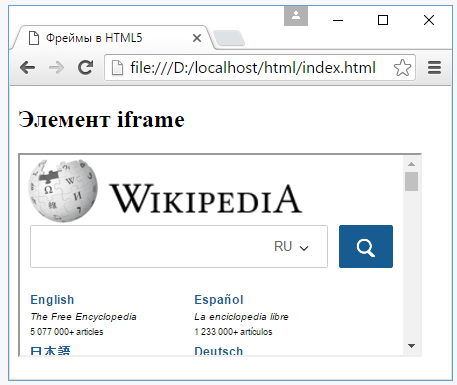 Фреймы в HTML5
file:///D:/localhost/html/index.html
Элемент iframe
WIKIPEDIA
RU
English Español
The Free Encyclopedia La enciclopedia libre
5 077 000+ articles 1 233 000+ artículos
日本語 Deutsch